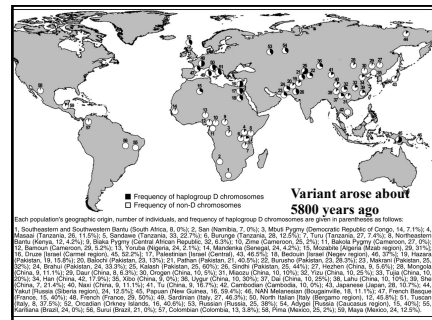 Frequency of haplogroup D chromosomes
Frequency of non-D chromosomes
Variant arose about
5800 years ago
Each population's geographic origin, number of individuals, and frequency of haplogroup D chromosomes are given in parentheses as follows:
1, Southeastern and Southwestern Bantu (South Africa, 8, 0%); 2, San (Namibia, 7, 0%); 3, Mbuti Pygmy (Democratic Republic of Congo, 14, 7.1%); 4,
Masaai (Tanzania, 26, 11.5%); 5, Sandawe (Tanzania, 33, 22.7%); 6, Burunge (Tanzania, 28, 12.5%); 7, Turu (Tanzania, 27, 7.4%); 8, Northeastern
Bantu (Kenya, 12, 4.2%); 9, Biaka Pygmy (Central African Republic, 32, 6.3%); 10, Zime (Cameroon, 25, 2%); 11, Bakola Pygmy (Cameroon, 27, 0%);
12, Bamoun (Cameroon, 29, 5.2%); 13, Yoruba (Nigeria, 24, 2.1%); 14, Mandenka (Senegal, 24, 4.2%); 15, Mozabite [Algeria (Mzab region), 31%];
16, Druze [Israel (Carmel region), 45, 52.2%]; 17, Palestinian [Israel (Central), 43, 46.5%]; 18, Bedouin [Israel (Negev region), 46, 37%]; 19, Hazara
(Pakistan, 19, 15.8%); 20, Balochi (Pakistan, 23, 13%); 21, Pathan (Pakistan, 21, 40.5%); 22, Burusho (Pakistan, 23, 28.3%); 23, Makrani (Pakistan, 25,
32%); 24, Brahui (Pakistan, 24, 33.3%); 25, Kalash (Pakistan, 25, 60%); 26, Sindhi (Pakistan, 25, 44%); 27, Hezhen (China, 9, 5.6%); 28, Mongola
(China, 9, 11.1%); 29, Daur (China, 8, 6.3%); 30, Orogen (China, 10, 5%); 31, Miaozu (China, 10, 10%); 32, Yizu (China, 10, 25%); 33, Tujia (China, 10,
20%); 34, Han (China, 42, 17.9%); 35, Xibo (China, 9, 0%); 36, Uygur (China, 10, 30%); 37, Dai (China, 10, 25%); 38, Lahu (China, 10, 10%); 39, She
(China, 7, 21.4%); 40, Naxi (China, 9, 11.1%); 41, Tu (China, 9, 16.7%); 42, Cambodian (Cambodia, 10, 0%); 43, Japanese (Japan, 28, 10.7%); 44,
Yakut [Russia (Siberia region), 24, 12.5%]; 45, Papuan (New Guinea, 16, 59.4%); 46, NAN Melanesian (Bougainville, 18, 11.1%); 47, French Basque
(France, 15, 40%); 48, French (France, 29, 50%); 49, Sardinian (Italy, 27, 46.3%); 50, North Italian [Italy (Bergamo region), 12, 45.8%]; 51, Tuscan
(Italy, 8, 37.5%); 52, Orcadian (Orkney Islands, 16, 40.6%); 53, Russian (Russia, 25, 38%); 54, Adygei [Russia (Caucasus region), 15, 40%]; 55,
Karitiana (Brazil, 24, 0%); 56, Surui (Brazil, 21, 0%); 57, Colombian (Colombia, 13, 3.8%); 58, Pima (Mexico, 25, 2%); 59, Maya (Mexico, 24, 12.5%).